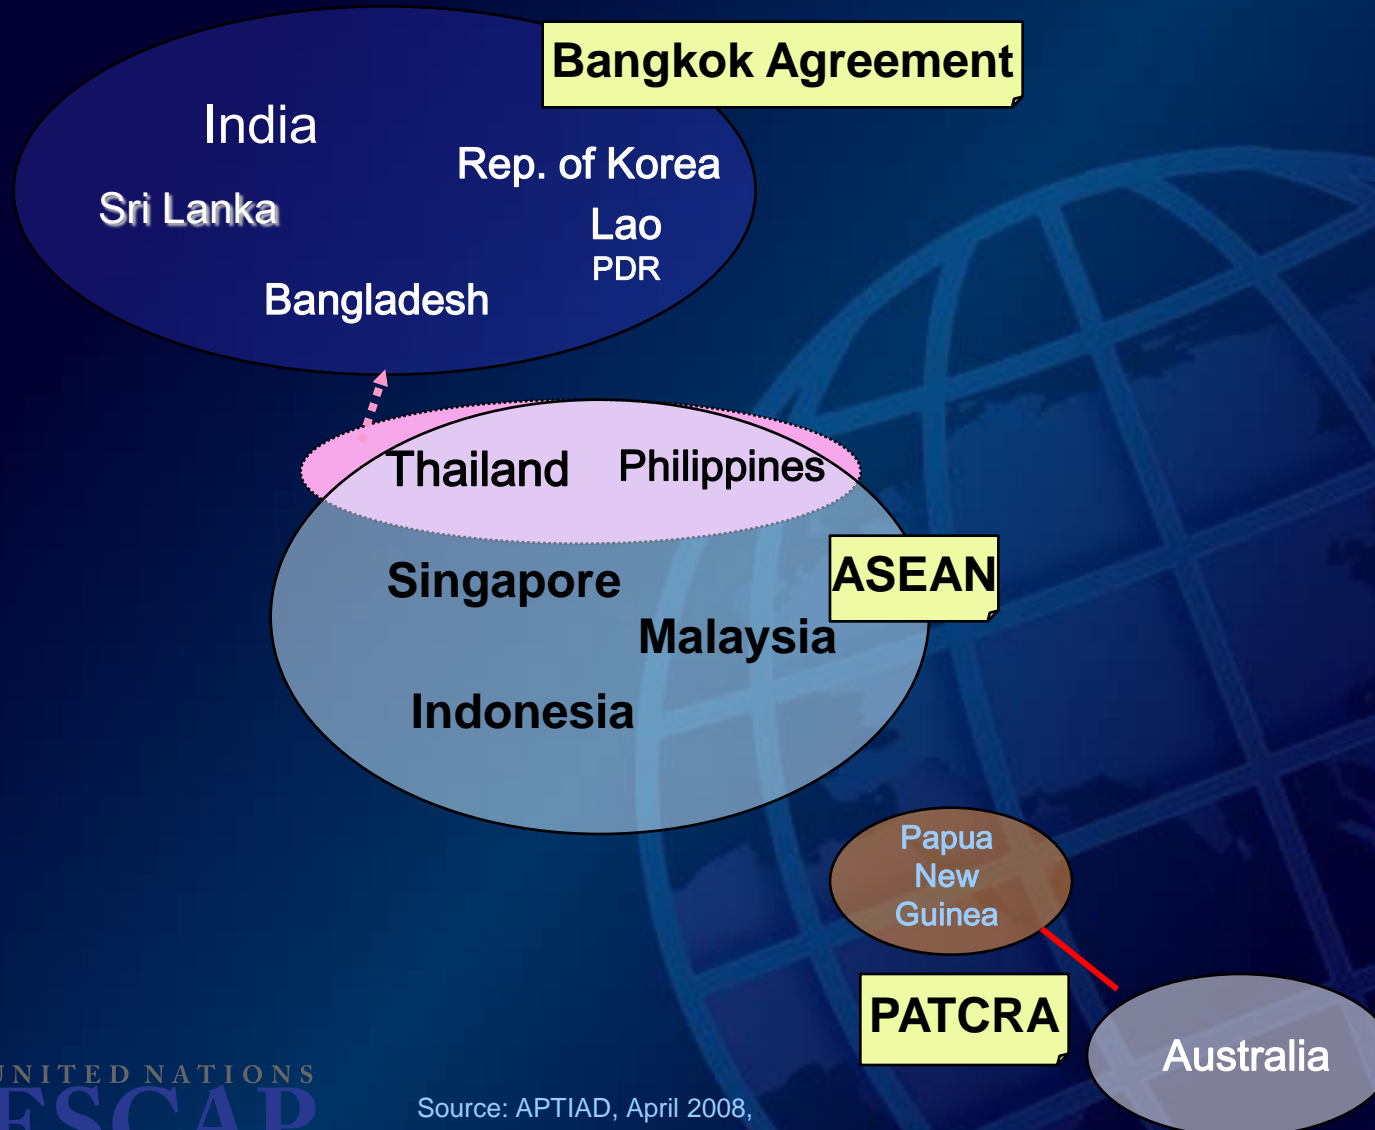 Bangkok Agreement
India
Rep. of Korea
Sri Lanka
Lao
PDR
Bangladesh
Thailand
Philippines
Singapore
ASEAN
Malaysia
Indonesia
Papua
New
Guinea
PATCRA
Australia
UNITED NATIONS
ESCAP
Source: APTIAD, April 2008,